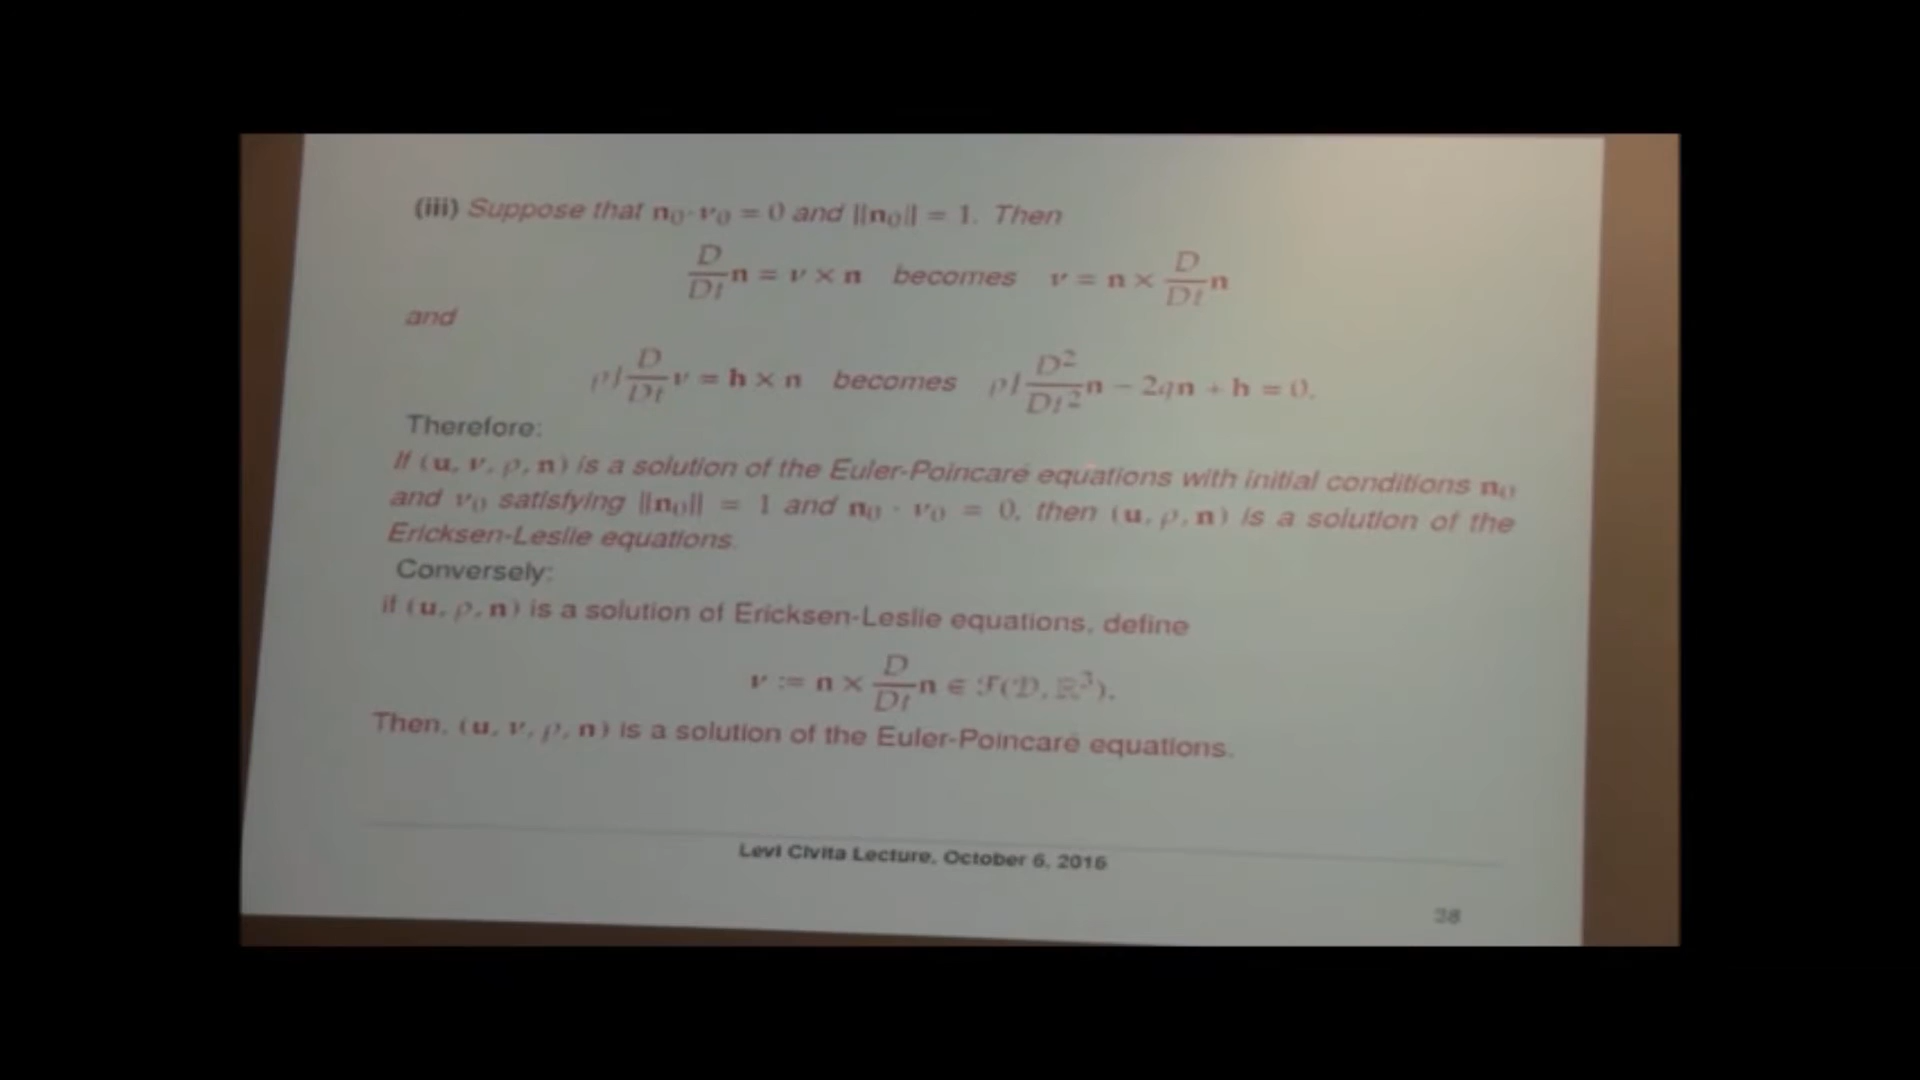 (iii) Suppose that n₀·ν₀ = 0 and ||n₀|| = 1. Then
D/Dt n = ν × n becomes ν = n × D/Dt n
and
ρJ D/Dt ν = h × n becomes ρJ D²/Dt² n − 2qn + h = 0.
Therefore:
If (u, ν, ρ, n) is a solution of the Euler-Poincaré equations with initial conditions n₀
and ν₀ satisfying ||n₀|| = 1 and n₀ · ν₀ = 0, then (u, ρ, n) is a solution of the
Ericksen-Leslie equations.
Conversely:
if (u, ρ, n) is a solution of Ericksen-Leslie equations, define
ν := n × D/Dt n ∈ ℱ(𝒟, ℝ³).
Then, (u, ν, ρ, n) is a solution of the Euler-Poincaré equations.
Levi Civita Lecture, October 6, 2016
38